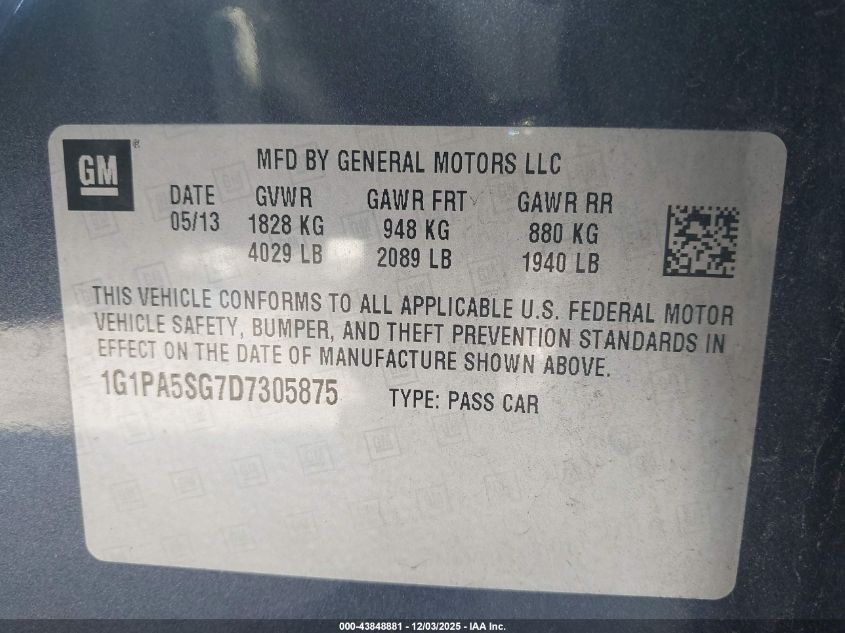 GM
MFD BY GENERAL MOTORS LLC
DATE GVWR GAWR FRT GAWR RR
05/13 1828 KG 948 KG 880 KG
4029 LB 2089 LB 1940 LB
THIS VEHICLE CONFORMS TO ALL APPLICABLE U.S. FEDERAL MOTOR
VEHICLE SAFETY, BUMPER, AND THEFT PREVENTION STANDARDS IN
EFFECT ON THE DATE OF MANUFACTURE SHOWN ABOVE.
1G1PA5SG7D7305875 TYPE: PASS CAR
000-43848881 - 12/03/2025 - IAA Inc.